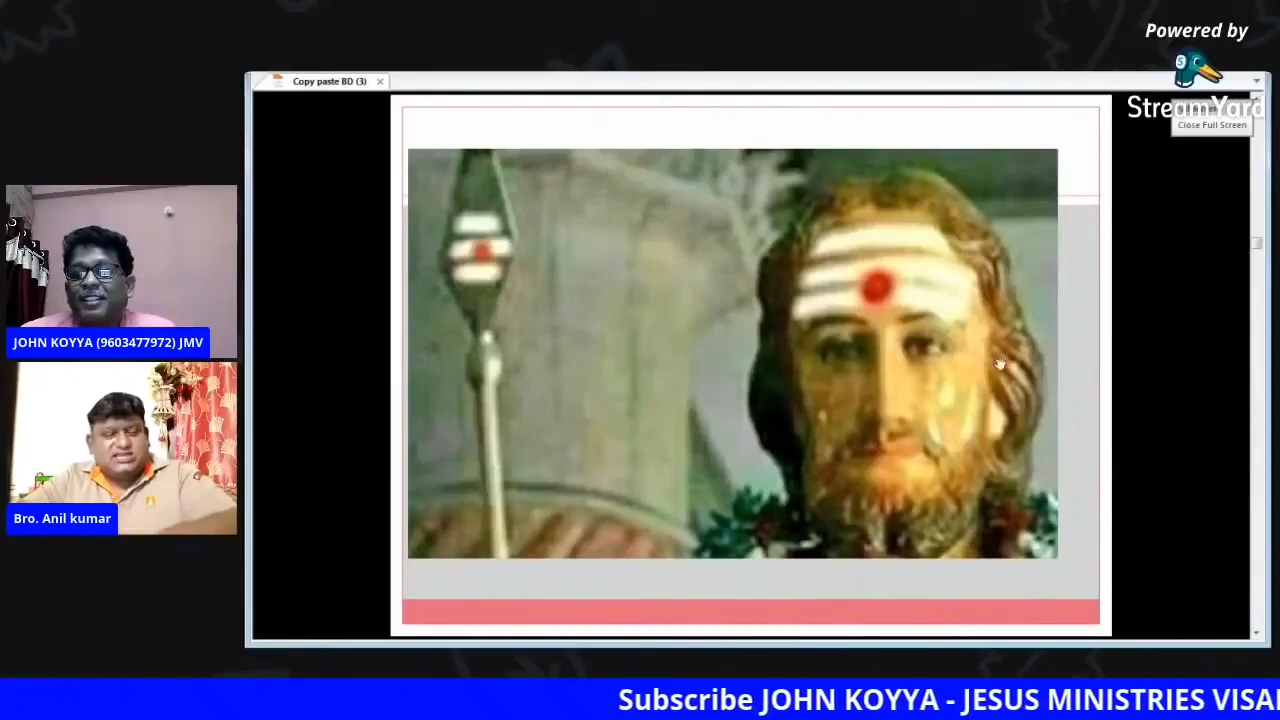 Powered by
StreamYard
Copy paste BD (3)
Close Full Screen
JOHN KOYYA (9603477972) JMV
Bro. Anil kumar
Subscribe JOHN KOYYA - JESUS MINISTRIES VISA